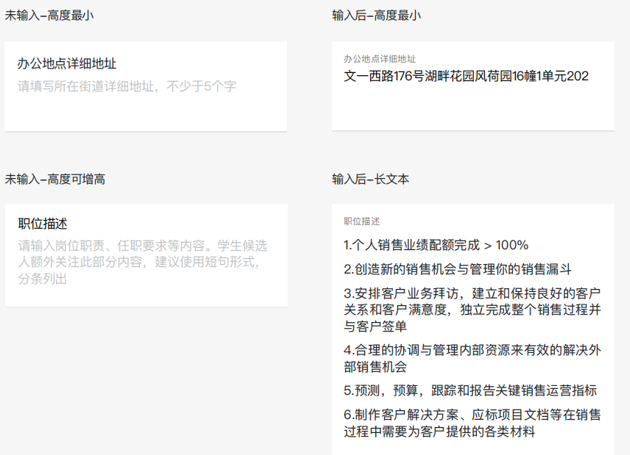 未输入-高度最小
输入后-高度最小
办公地点详细地址
请填写所在街道详细地址，不少于5个字
办公地点详细地址
文一西路176号湖畔花园风荷园16幢1单元202
未输入-高度可增高
输入后-长文本
职位描述
请输入岗位职责、任职要求等内容。学生候选
人额外关注此部分内容，建议使用短句形式，
分条列出
职位描述
1.个人销售业绩配额完成 > 100%
2.创造新的销售机会与管理你的销售漏斗
3.安排客户业务拜访，建立和保持良好的客户
关系和客户满意度，独立完成整个销售过程并
与客户签单
4.合理的协调与管理内部资源来有效的解决外
部销售机会
5.预测，预算，跟踪和报告关键销售运营指标
6.制作客户解决方案、应标项目文档等在销售
过程中需要为客户提供的各类材料